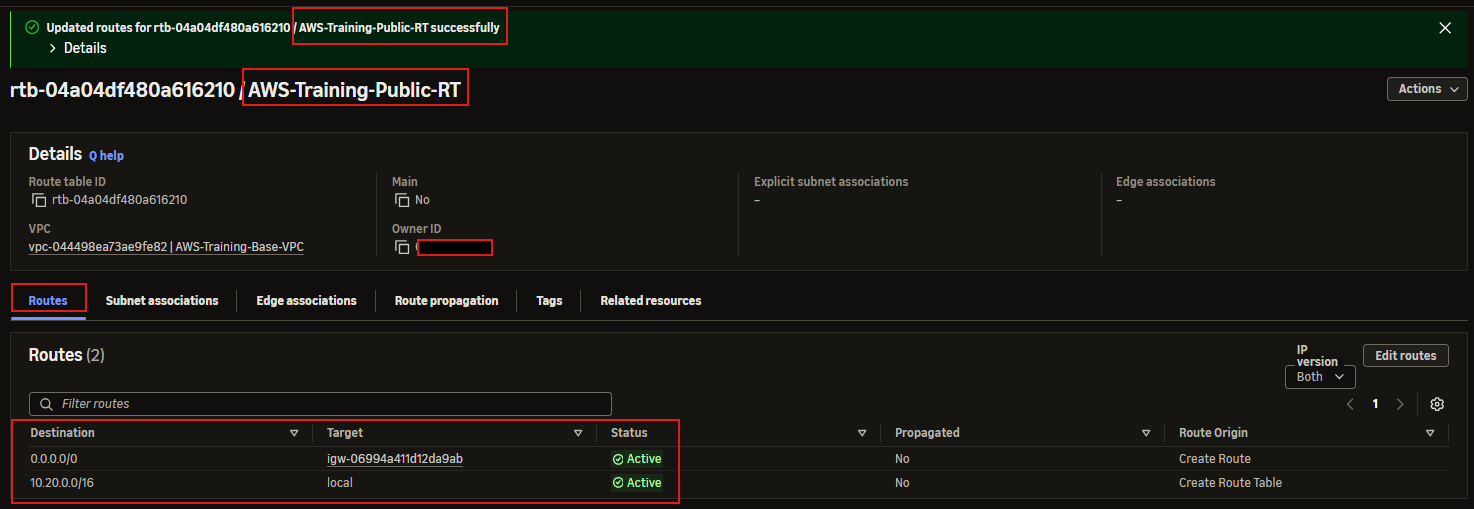 Updated routes for rtb-04a04df480a616210 / AWS-Training-Public-RT successfully
Details
rtb-04a04df480a616210 / AWS-Training-Public-RT
Actions
Details Q help
Route table ID
rtb-04a04df480a616210
Main
No
Explicit subnet associations
–
Edge associations
–
VPC
vpc-044498ea73ae9fe82 | AWS-Training-Base-VPC
Owner ID
Routes Subnet associations Edge associations Route propagation Tags Related resources
Routes (2)
IP version
Both
Edit routes
Filter routes
1
Destination Target Status Propagated Route Origin
0.0.0.0/0 igw-06994a411d12da9ab Active No Create Route
10.20.0.0/16 local Active No Create Route Table